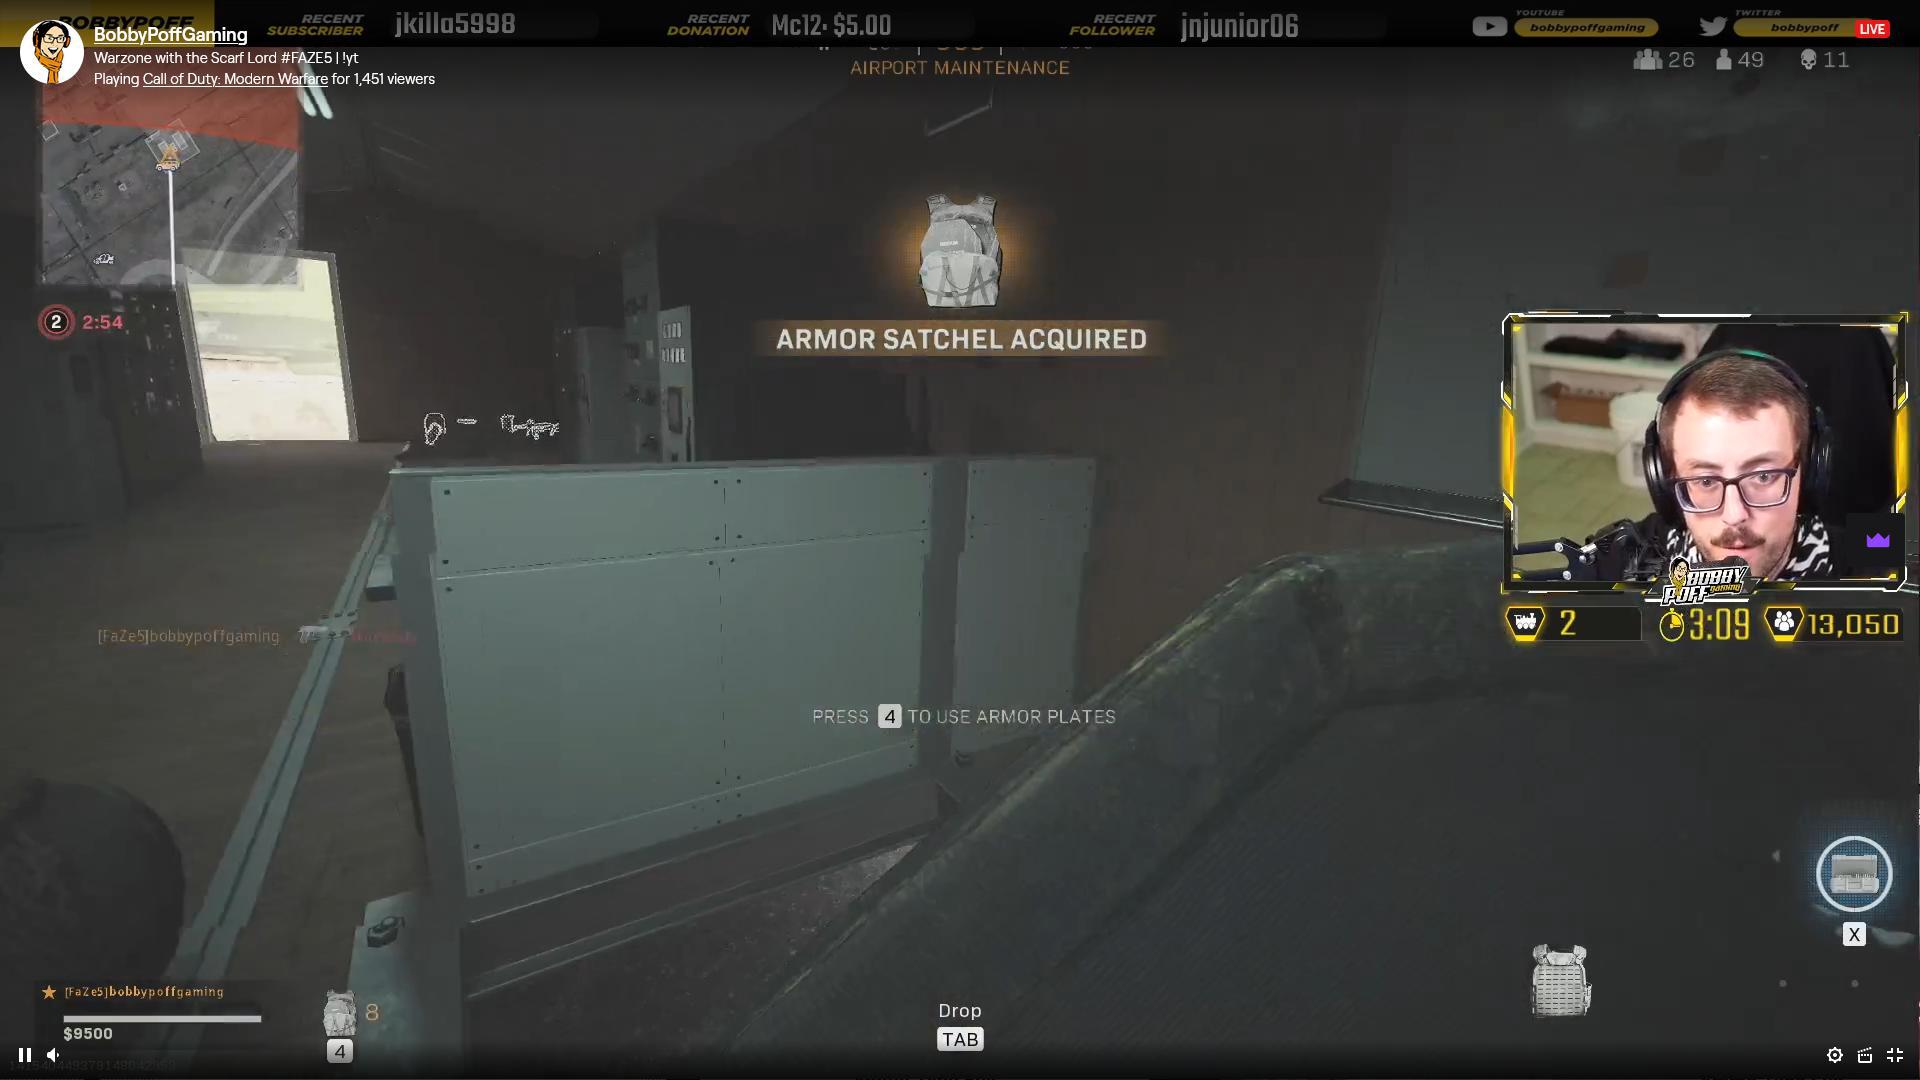 BOBBYPOFF
RECENT SUBSCRIBER
jkilla5998
RECENT DONATION
Mc12: $5.00
RECENT FOLLOWER
jnjunior06
YOUTUBE
bobbypoffgaming
TWITTER
bobbypoff
LIVE
BobbyPoffGaming
Warzone with the Scarf Lord #FAZE5 | !yt
Playing Call of Duty: Modern Warfare for 1,451 viewers
AIRPORT MAINTENANCE
26 49 11
2 2:54
ARMOR SATCHEL ACQUIRED
BOBBY
POFF GAMING
2 3:09 13,050
[FaZe5]bobbypoffgaming
PRESS 4 TO USE ARMOR PLATES
X
[FaZe5]bobbypoffgaming
$9500
8
4
Drop
TAB